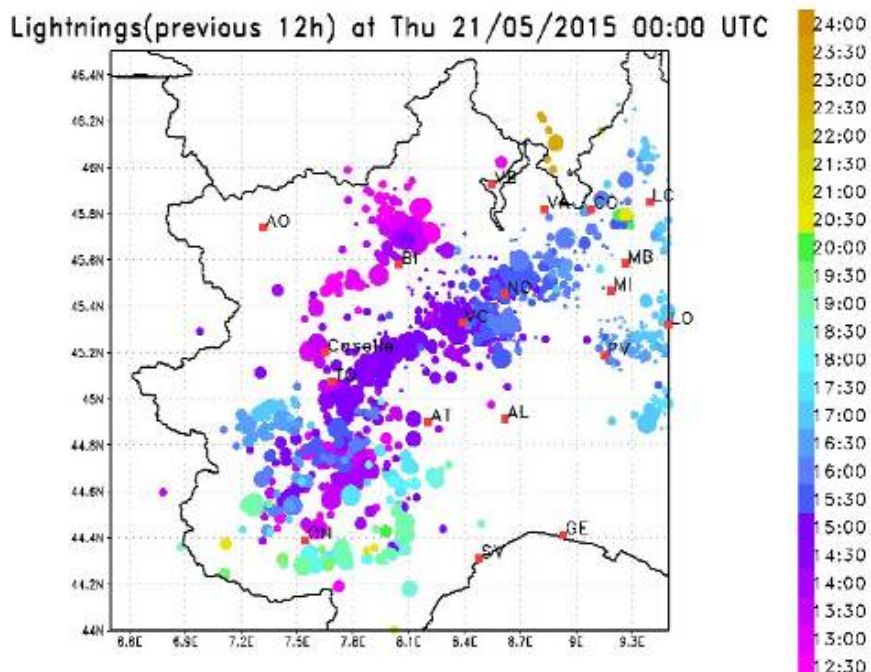 Lightnings(previous 12h) at Thu 21/05/2015 00:00 UTC
24:00
23:30
23:00
22:30
22:00
21:30
21:00
20:30
20:00
19:30
19:00
18:30
18:00
17:30
17:00
16:30
16:00
15:30
15:00
14:30
14:00
13:30
13:00
12:30
46.4N
46.2N
46N
45.8N
45.6N
45.4N
45.2N
45N
44.8N
44.6N
44.4N
44.2N
44N
VB
AO
VA
CO
LC
BI
MB
MI
NO
VC
LO
Caselle
PV
TO
AT
AL
CN
GE
SV
6.6E
6.9E
7.2E
7.5E
7.8E
8.1E
8.4E
8.7E
9E
9.3E